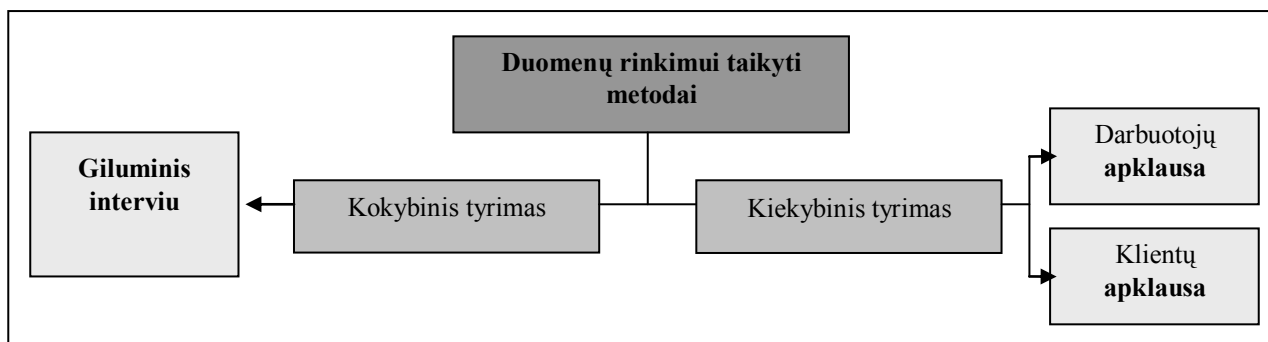 Duomenų rinkimui taikyti
metodai
Giluminis
interviu
Kokybinis tyrimas
Kiekybinis tyrimas
Darbuotojų
apklausa
Klientų
apklausa